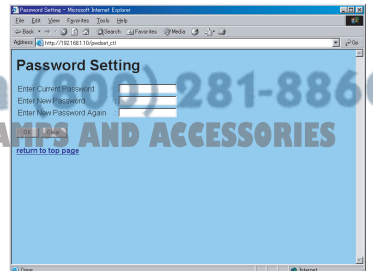 Password Setting - Microsoft Internet Explorer
File Edit View Favorites Tools Help
Back Search Favorites Media
Address http://192.168.1.10/pwdset_ctl Go
Password Setting
Enter Current Password :
Enter New Password :
Enter New Password Again :
OK Clear
return to top page
(800) 281-886
AMPS AND ACCESSORIES
Done Internet